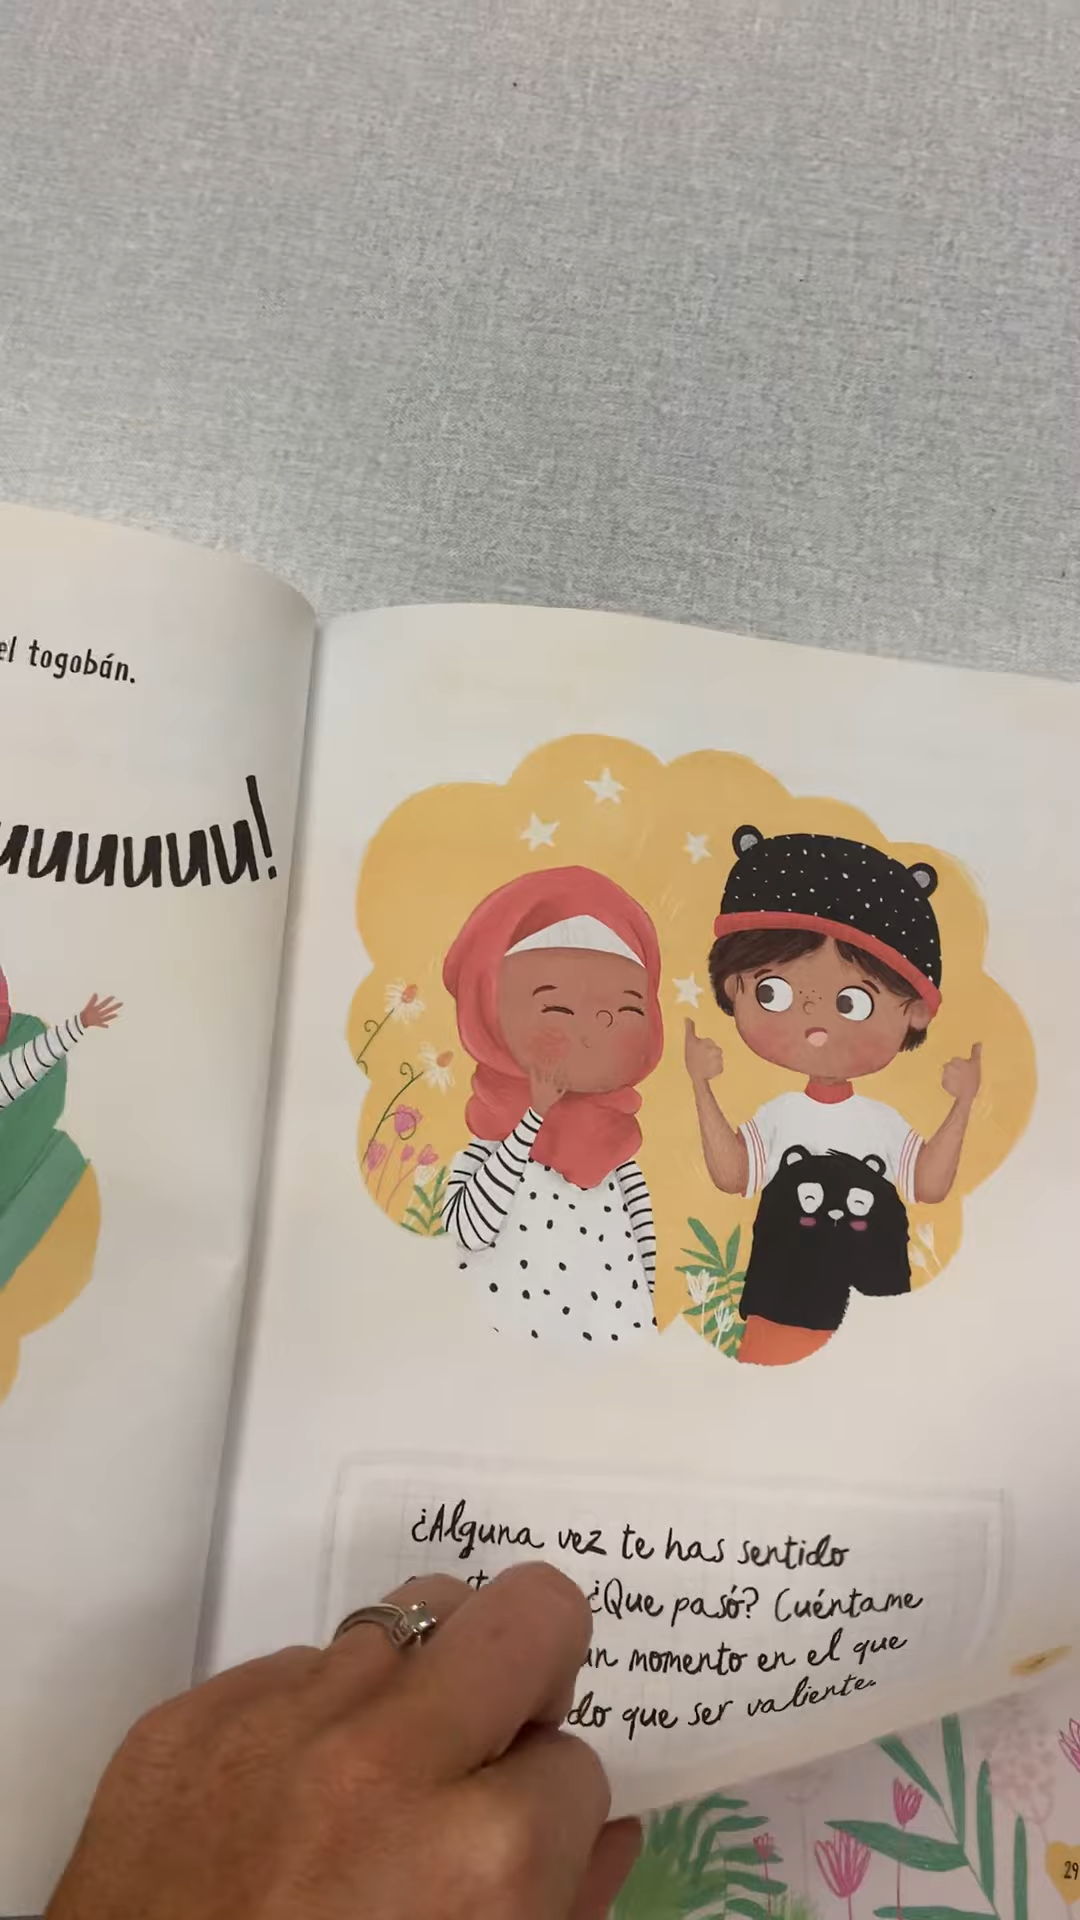 el togobán.
uuuuuuu!
¿Alguna vez te has sentido
¿Que pasó? Cuéntame
un momento en el que
do que ser valiente.
29